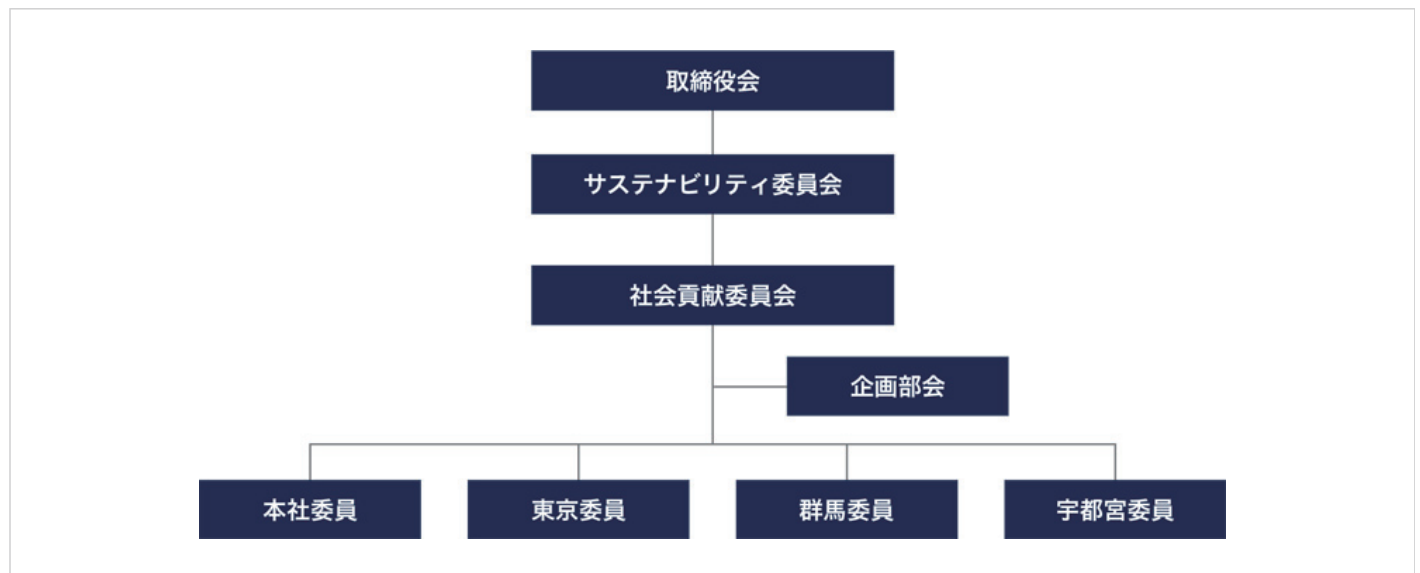 取締役会
サステナビリティ委員会
社会貢献委員会
企画部会
本社委員
東京委員
群馬委員
宇都宮委員